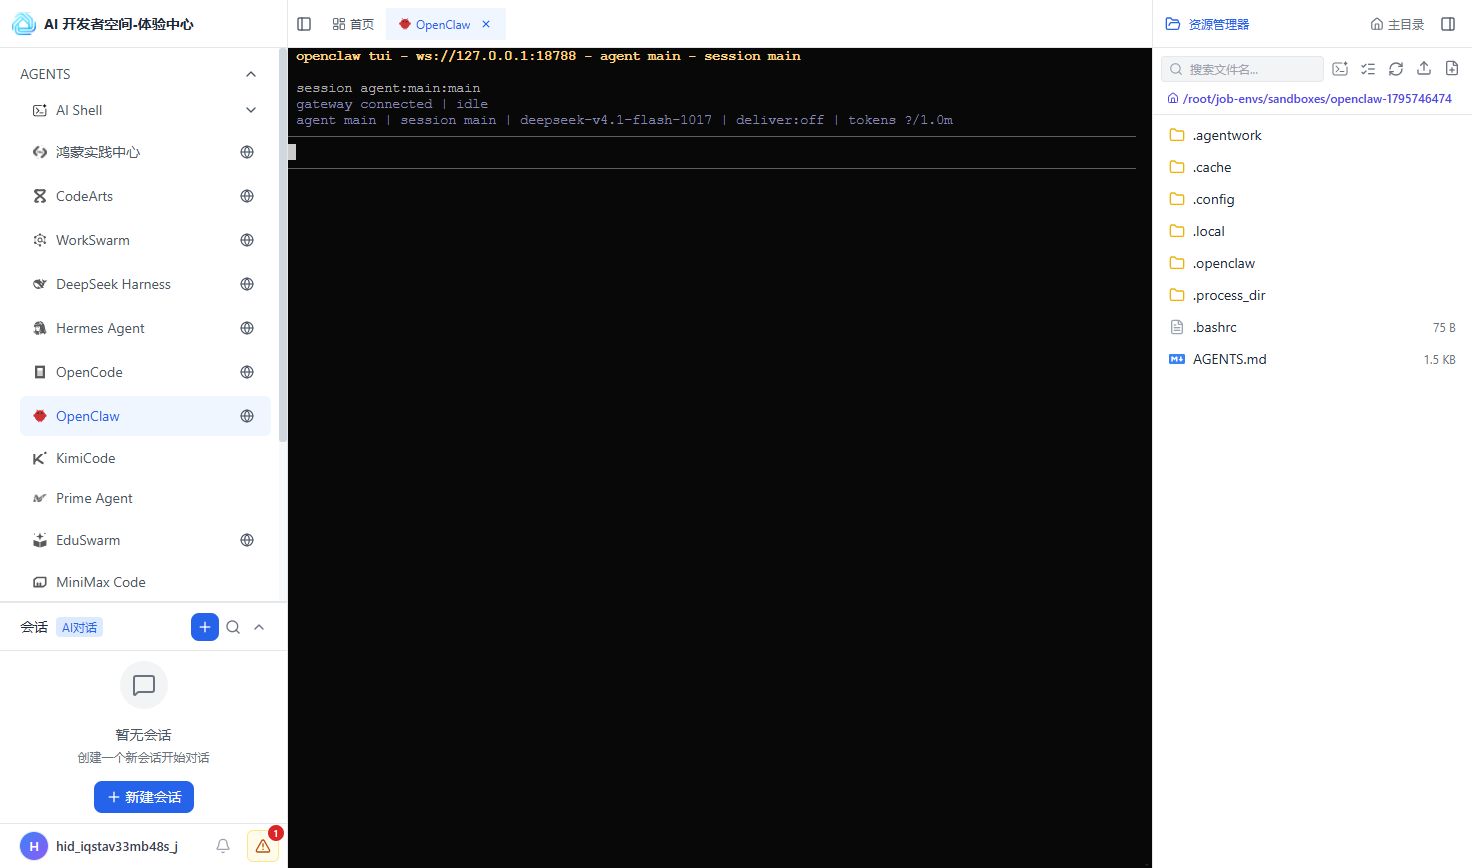 AI 开发者空间-体验中心
AGENTS
AI Shell
鸿蒙实践中心
CodeArts
WorkSwarm
DeepSeek Harness
Hermes Agent
OpenCode
OpenClaw
KimiCode
Prime Agent
EduSwarm
MiniMax Code
会话 AI对话
暂无会话
创建一个新会话开始对话
新建会话
H hid_iqstav33mb48s_j 1
首页 OpenClaw
openclaw tui - ws://127.0.0.1:18788 - agent main - session main
session agent:main:main
gateway connected | idle
agent main | session main | deepseek-v4.1-flash-1017 | deliver:off | tokens ?/1.0m
资源管理器 主目录
搜索文件名...
/root/job-envs/sandboxes/openclaw-1795746474
.agentwork
.cache
.config
.local
.openclaw
.process_dir
.bashrc 75 B
AGENTS.md 1.5 KB